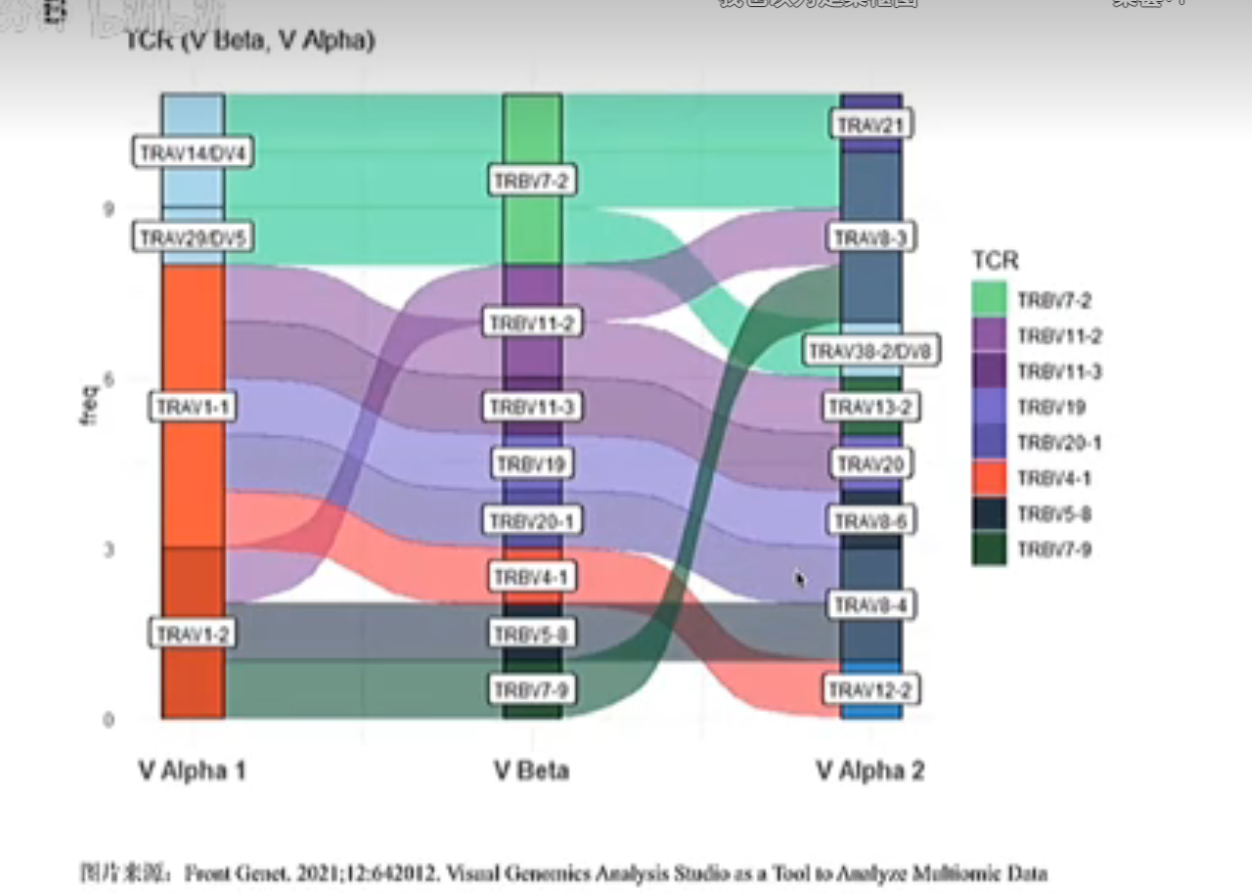 TCR (V Beta, V Alpha)
TRAV14/DV4
TRAV29/DV5
TRAV1-1
TRAV1-2
TRBV7-2
TRBV11-2
TRBV11-3
TRBV19
TRBV20-1
TRBV4-1
TRBV5-8
TRBV7-9
TRAV21
TRAV8-3
TRAV38-2/DV8
TRAV13-2
TRAV20
TRAV8-6
TRAV8-4
TRAV12-2
freq
9
6
3
0
V Alpha 1
V Beta
V Alpha 2
TCR
TRBV7-2
TRBV11-2
TRBV11-3
TRBV19
TRBV20-1
TRBV4-1
TRBV5-8
TRBV7-9
图片来源：Front Genet. 2021;12:642012. Visual Genomics Analysis Studio as a Tool to Analyze Multiomic Data